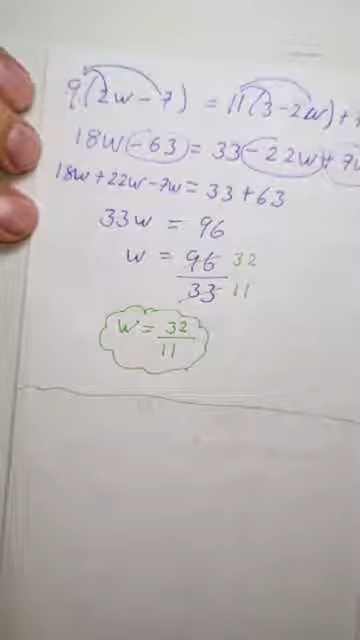 9(2w-7) = 11(3-2w)+
18w-63 = 33-22w+7w
18w+22w-7w = 33+63
33w = 96
w = 96/33 32/11
w = 32/11